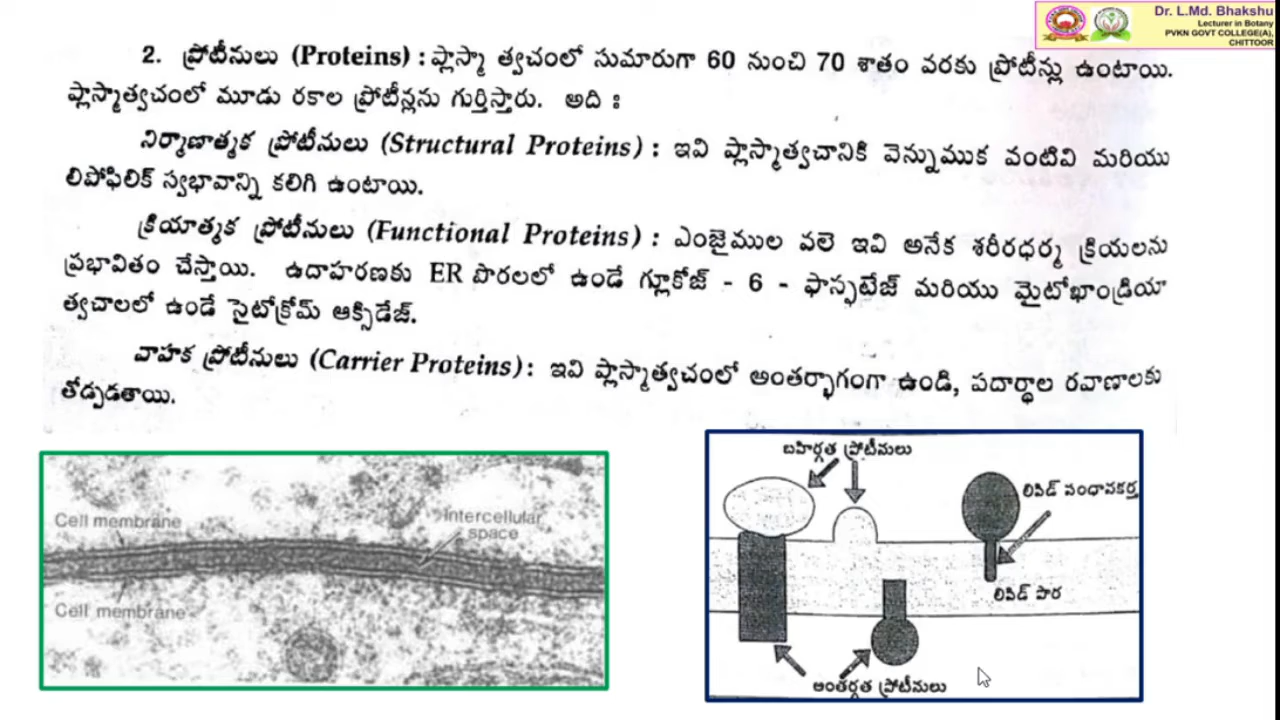 Dr. L.Md. Bhakshu
Lecturer in Botany
PVKN GOVT COLLEGE(A),
CHITTOOR
2. ప్రోటీనులు (Proteins) : ప్లాస్మా త్వచంలో సుమారుగా 60 నుంచి 70 శాతం వరకు ప్రోటీన్లు ఉంటాయి.
ప్లాస్మాత్వచంలో మూడు రకాల ప్రోటీన్లను గుర్తిస్తారు. అది :
నిర్మాణాత్మక ప్రోటీనులు (Structural Proteins) : ఇవి ప్లాస్మాత్వచానికి వెన్నుముక వంటివి మరియు
లిపోఫిలిక్ స్వభావాన్ని కలిగి ఉంటాయి.
క్రియాత్మక ప్రోటీనులు (Functional Proteins) : ఎంజైముల వలె ఇవి అనేక శరీరధర్మ క్రియలను
ప్రభావితం చేస్తాయి. ఉదాహరణకు ER పొరలలో ఉండే గ్లూకోజ్ - 6 - ఫాస్ఫటేజ్ మరియు మైటోఖాండ్రియా
త్వచాలలో ఉండే సైటోక్రోమ్ ఆక్సిడేజ్.
వాహక ప్రోటీనులు (Carrier Proteins) : ఇవి ప్లాస్మాత్వచంలో అంతర్భాగంగా ఉండి, పదార్థాల రవాణాలకు
తోడ్పడతాయి.
Cell membrane
Intercellular
space
Cell membrane
బహిర్గత ప్రోటీనులు
లిపిడ్ సంధానకర్త
లిపిడ్ పొర
అంతర్గత ప్రోటీనులు